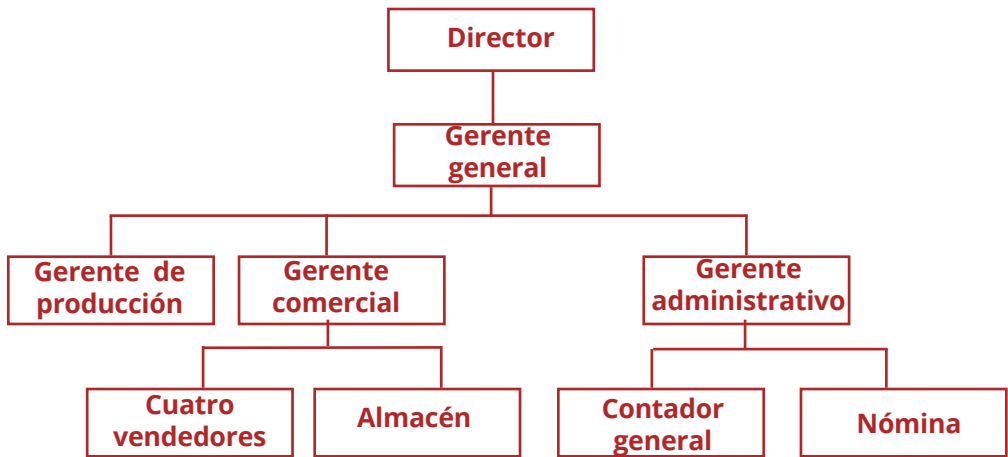 Director
Gerente
general
Gerente de
producción
Gerente
comercial
Gerente
administrativo
Cuatro
vendedores
Almacén
Contador
general
Nómina